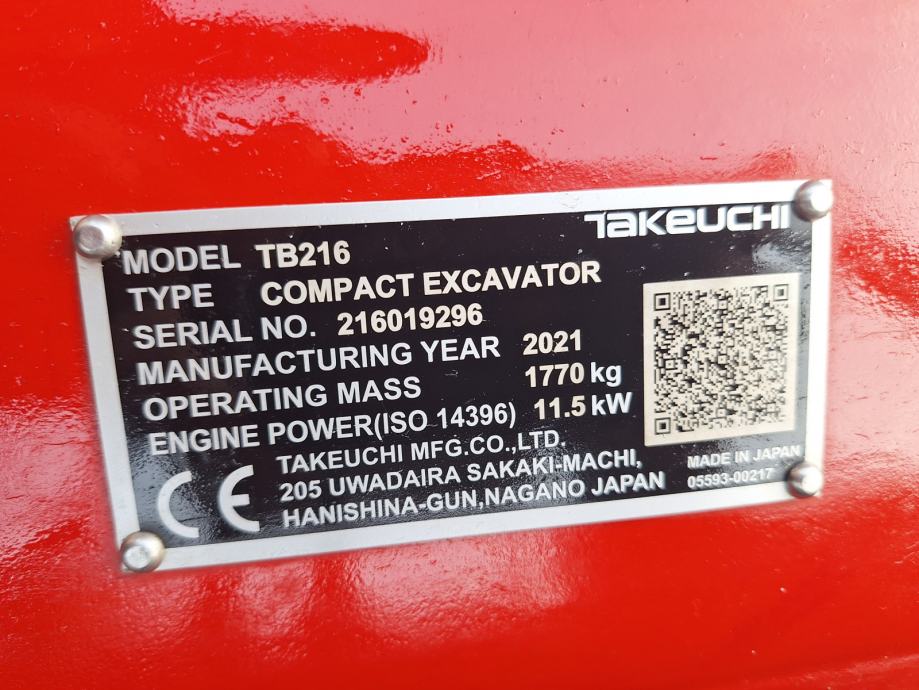 TAKEUCHI
MODEL TB216
TYPE COMPACT EXCAVATOR
SERIAL NO. 216019296
MANUFACTURING YEAR 2021
OPERATING MASS 1770 kg
ENGINE POWER(ISO 14396) 11.5 kW
CE
TAKEUCHI MFG.CO.,LTD.
205 UWADAIRA SAKAKI-MACHI,
HANISHINA-GUN,NAGANO JAPAN
MADE IN JAPAN
05593-00217